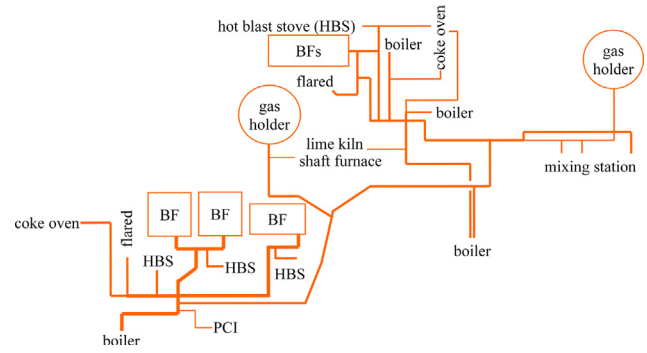 hot blast stove (HBS)
BFs
boiler
coke oven
flared
gas
holder
gas
holder
boiler
lime kiln
shaft furnace
mixing station
BF
BF
BF
coke oven
flared
HBS
HBS
HBS
boiler
PCI
boiler